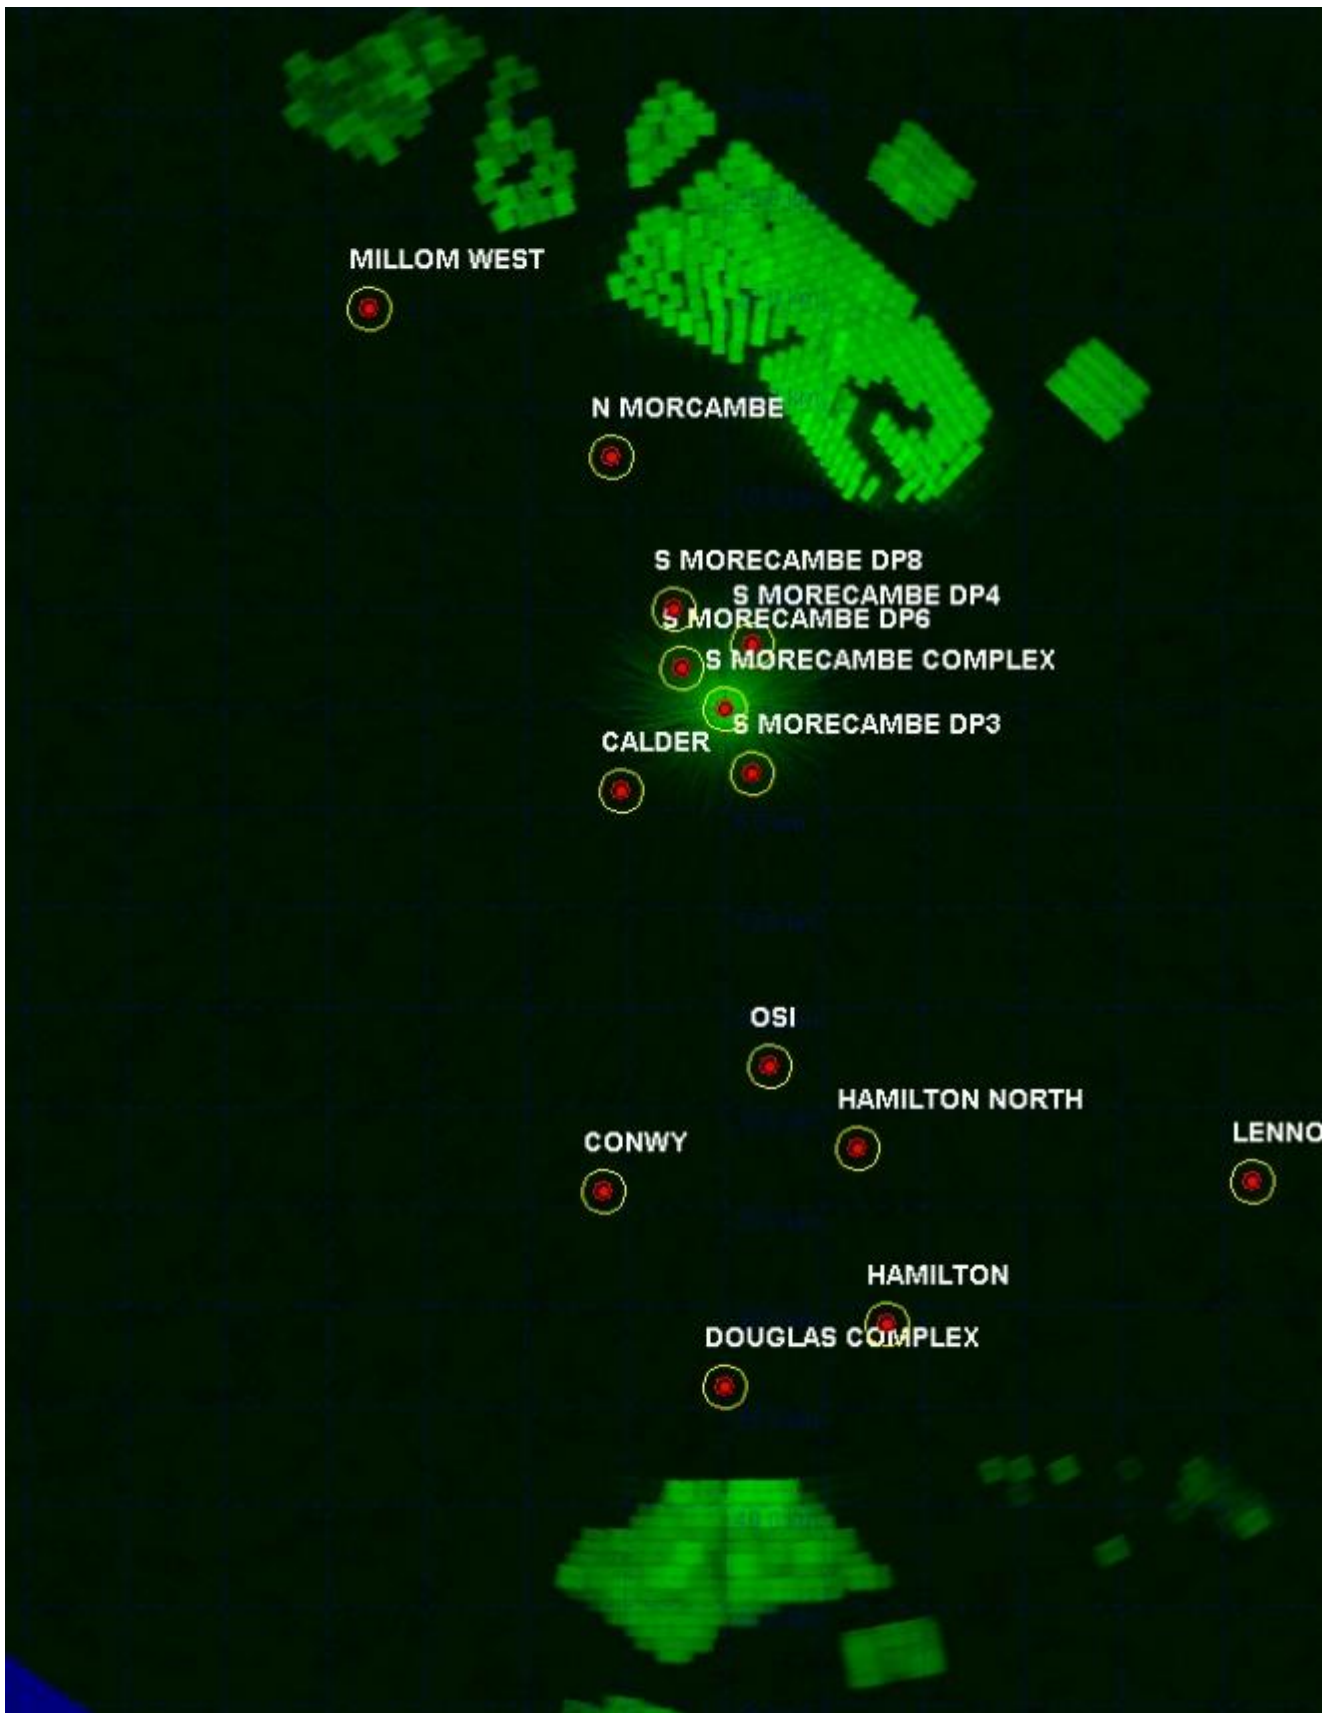 MILLOM WEST
N MORCAMBE
S MORECAMBE DP8
S MORECAMBE DP4
S MORECAMBE DP6
S MORECAMBE COMPLEX
S MORECAMBE DP3
CALDER
OSI
HAMILTON NORTH
LENNO
CONWY
HAMILTON
DOUGLAS COMPLEX